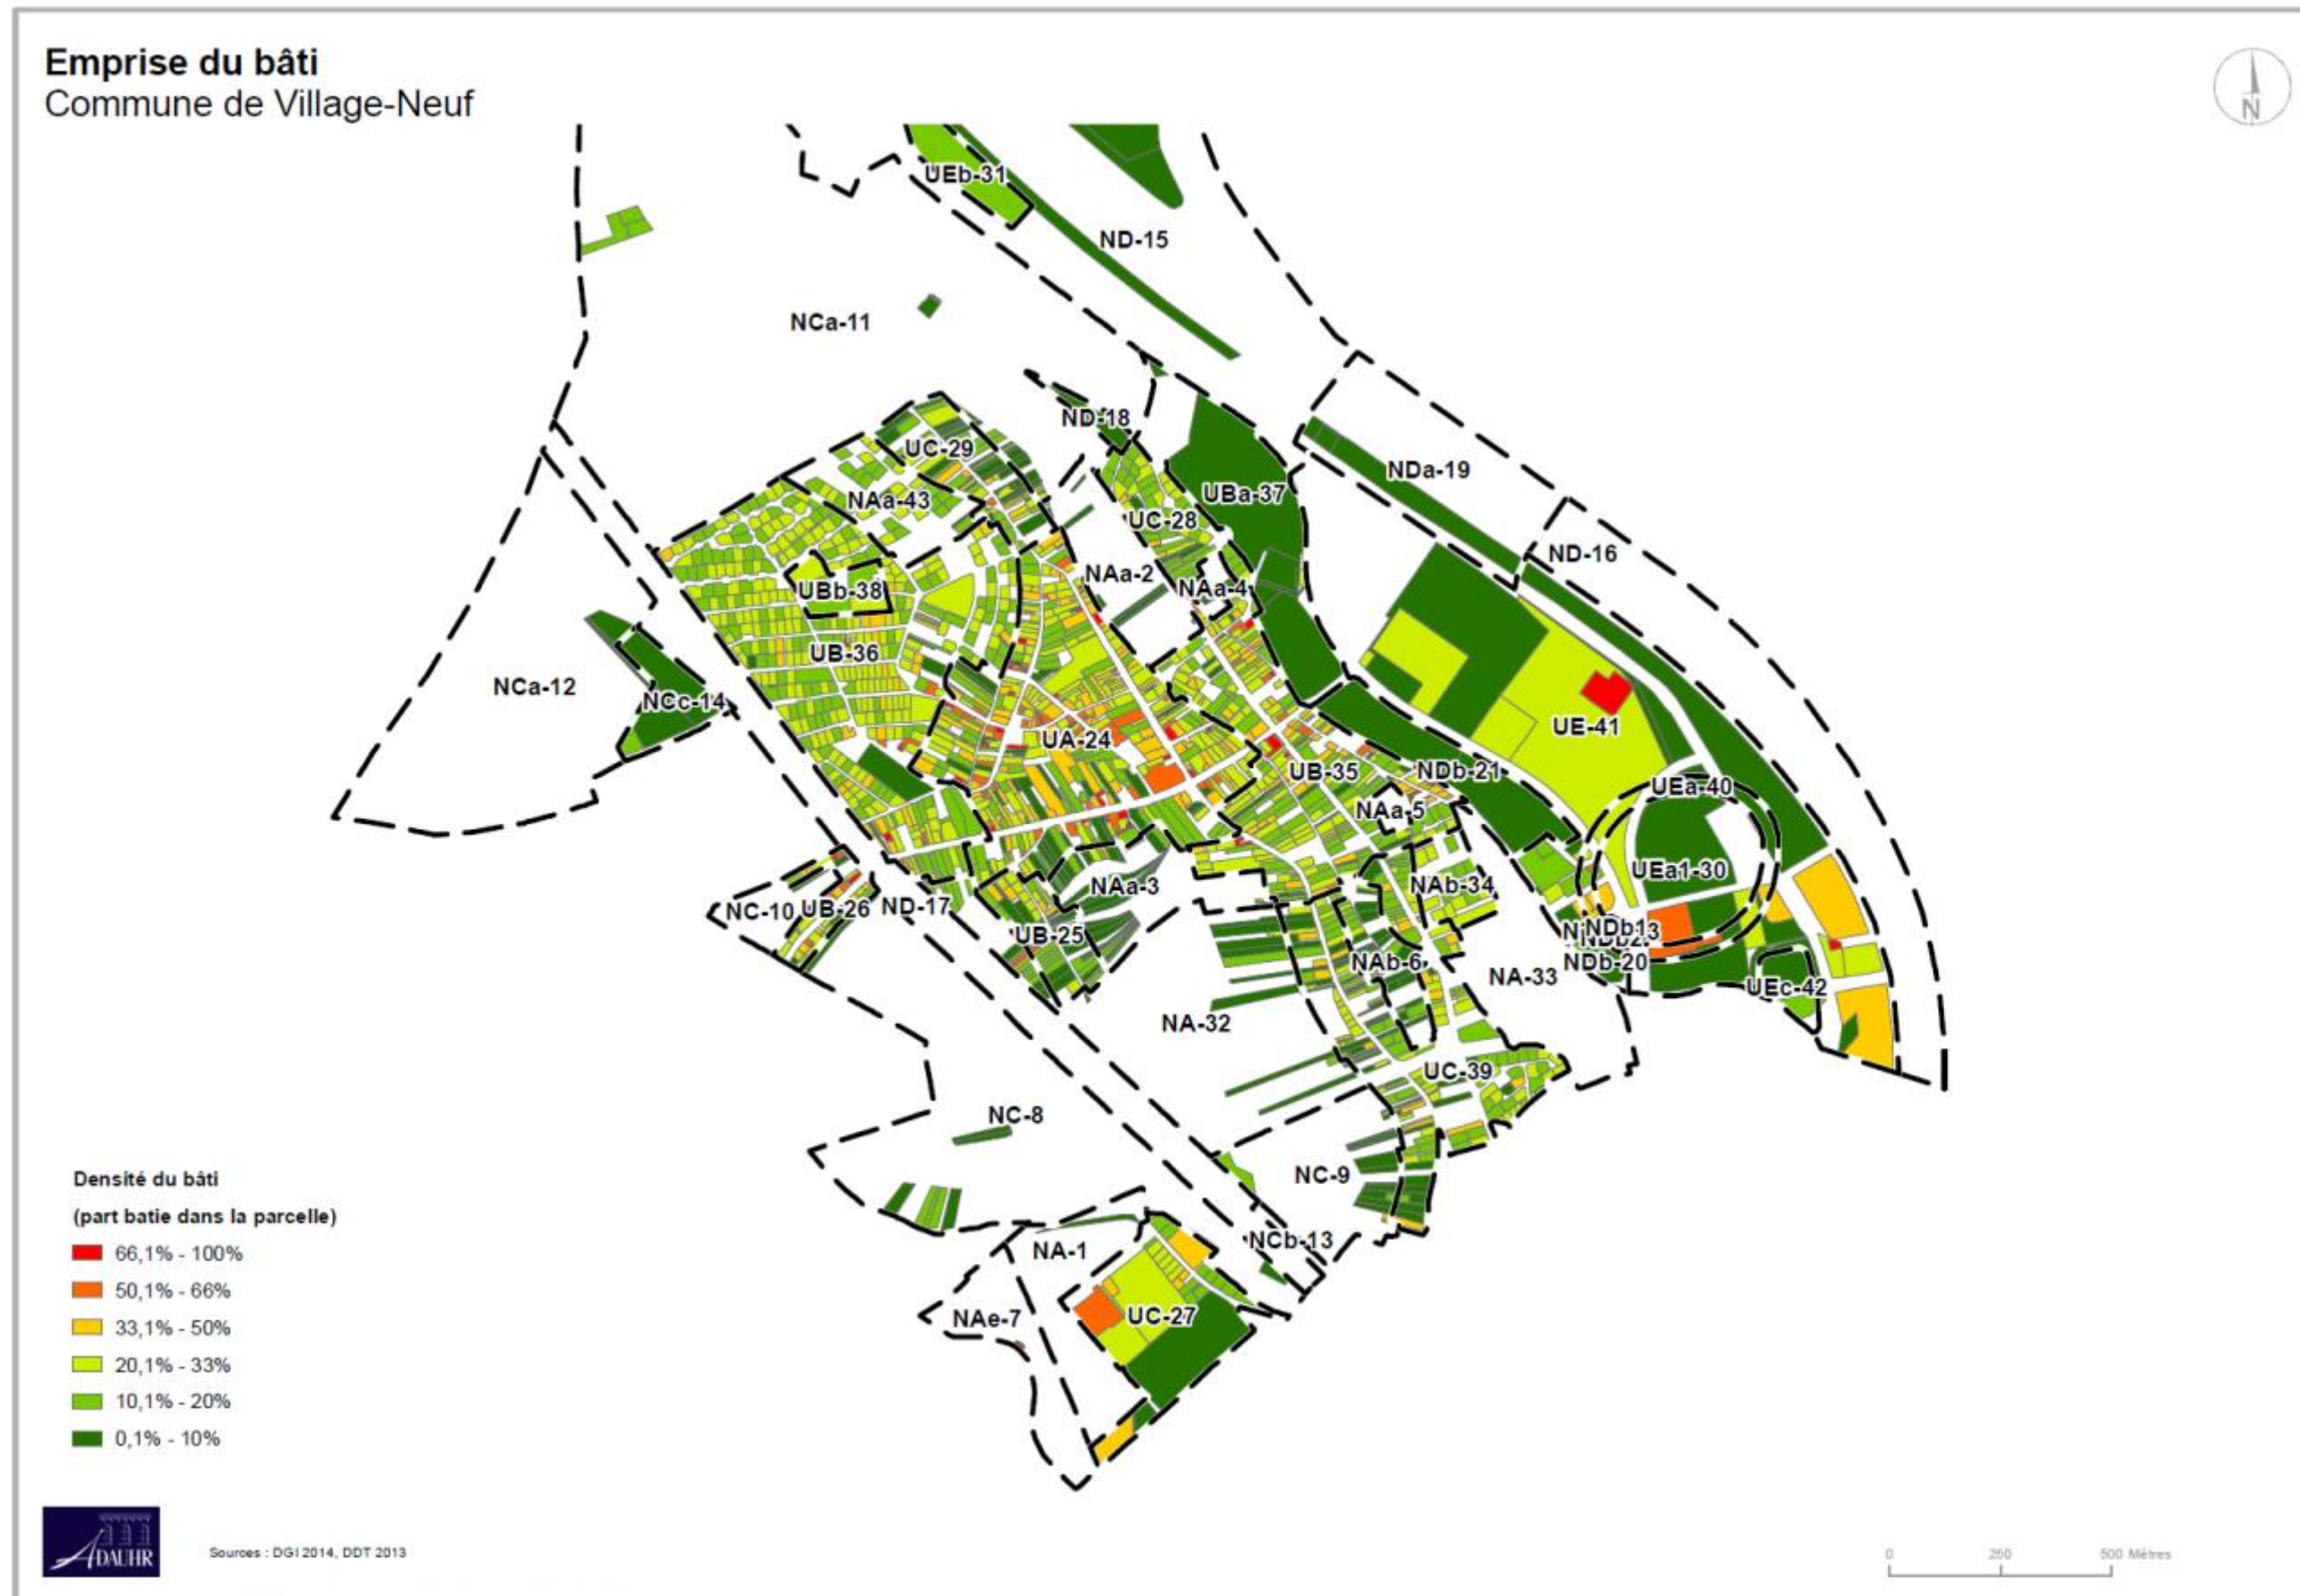 Emprise du bâti
Commune de Village-Neuf
N
UEb-31
ND-15
NCa-11
ND-18
UC-29
NDa-19
UBa-37
NAa-43
UC-28
ND-16
NAa-2
NAa-4
UBb-38
UB-36
NCa-12
NCc-14
UE-41
UA-24
UB-35
NDb-21
UEa-40
NAa-5
UEa1-30
NAa-3
NAb-34
NC-10
UB-26
ND-17
UB-25
NAb-6
NDb-20
NA-33
UEc-42
NA-32
UC-39
NC-8
NC-9
NCb-13
NA-1
NAe-7
UC-27
Densité du bâti
(part batie dans la parcelle)
66,1% - 100%
50,1% - 66%
33,1% - 50%
20,1% - 33%
10,1% - 20%
0,1% - 10%
ADAUHR
Sources : DGI 2014, DDT 2013
0 250 500 Mètres